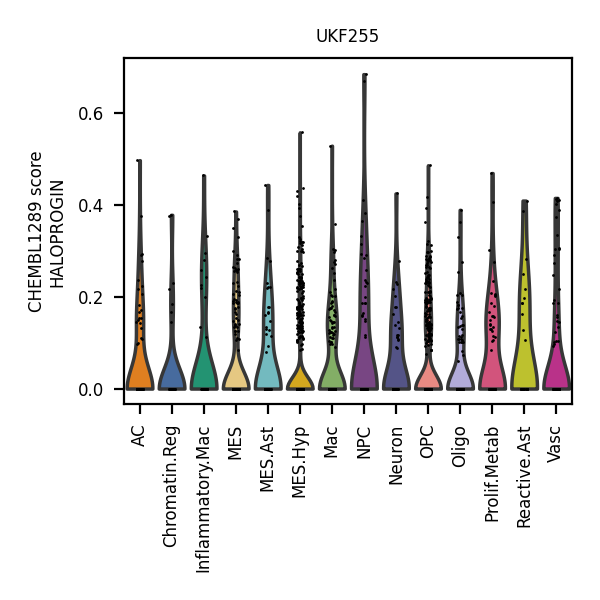 UKF255
CHEMBL1289 score
HALOPROGIN
0.6
0.4
0.2
0.0
AC
Chromatin.Reg
Inflammatory.Mac
MES
MES.Ast
MES.Hyp
Mac
NPC
Neuron
OPC
Oligo
Prolif.Metab
Reactive.Ast
Vasc